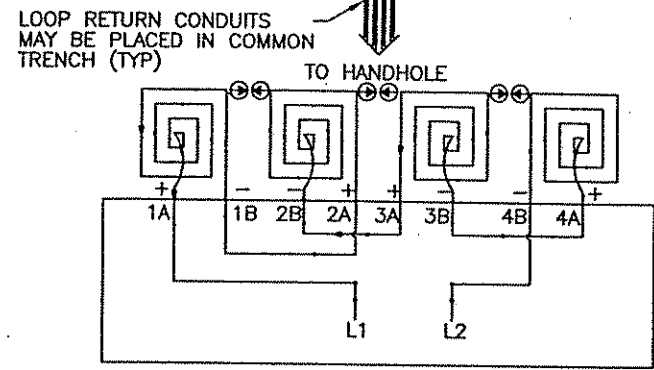 LOOP RETURN CONDUITS
MAY BE PLACED IN COMMON
TRENCH (TYP)
TO HANDHOLE
+ − − + + − − +
1A 1B 2B 2A 3A 3B 4B 4A
L1 L2